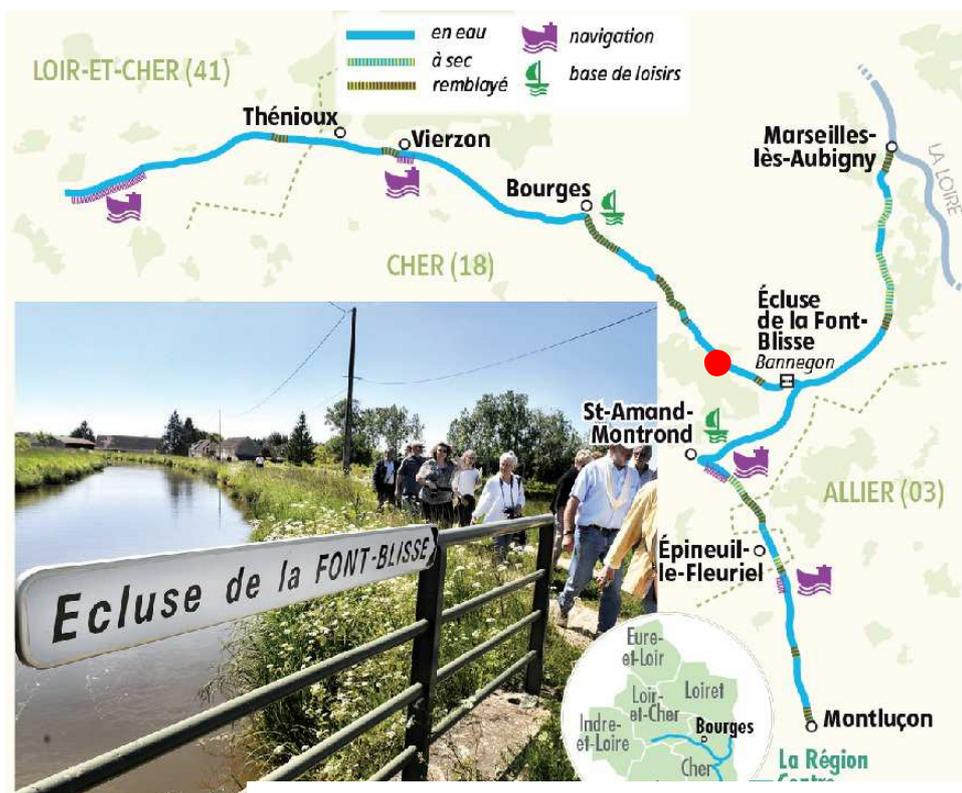 en eau
à sec
remblayé
navigation
base de loisirs
LOIR-ET-CHER (41)
Thénioux
Vierzon
Bourges
Marseilles-
lès-Aubigny
LA LOIRE
CHER (18)
Écluse
de la Font-
Blisse
Bannegon
St-Amand-
Montrond
ALLIER (03)
Épineuil-
le-Fleuriel
Montluçon
Ecluse de la FONT-BLISSE
Eure-
et-Loir
Loir-
et-Cher
Loiret
Indre-
et-Loire
Bourges
Cher
La Région